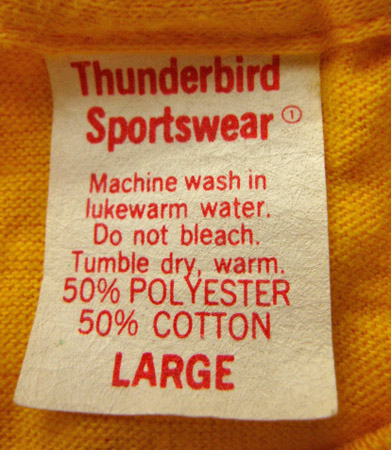 Thunderbird
Sportswear ①
Machine wash in
lukewarm water.
Do not bleach.
Tumble dry, warm.
50% POLYESTER
50% COTTON
LARGE